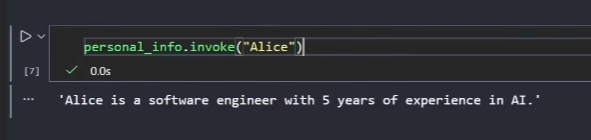 personal_info.invoke("Alice")
[7]
0.0s
...
'Alice is a software engineer with 5 years of experience in AI.'